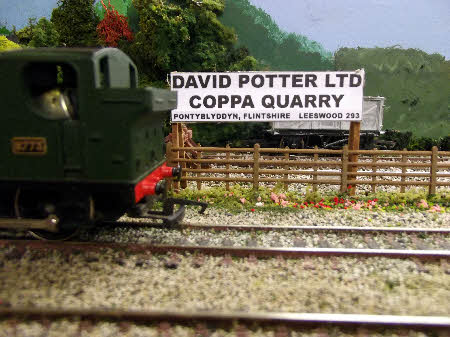 DAVID POTTER LTD
COPPA QUARRY
PONTYBLYDDYN, FLINTSHIRE LEESWOOD 293